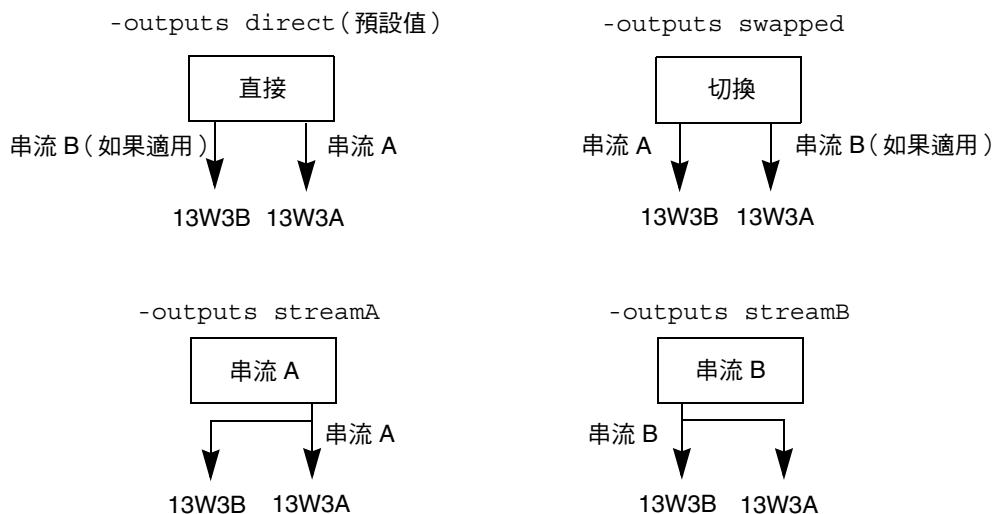 -outputs direct（預設值）
直接
串流 B（如果適用）
串流 A
13W3B 13W3A
-outputs swapped
切換
串流 A
串流 B（如果適用）
13W3B 13W3A
-outputs streamA
串流 A
串流 A
13W3B 13W3A
-outputs streamB
串流 B
串流 B
13W3B 13W3A